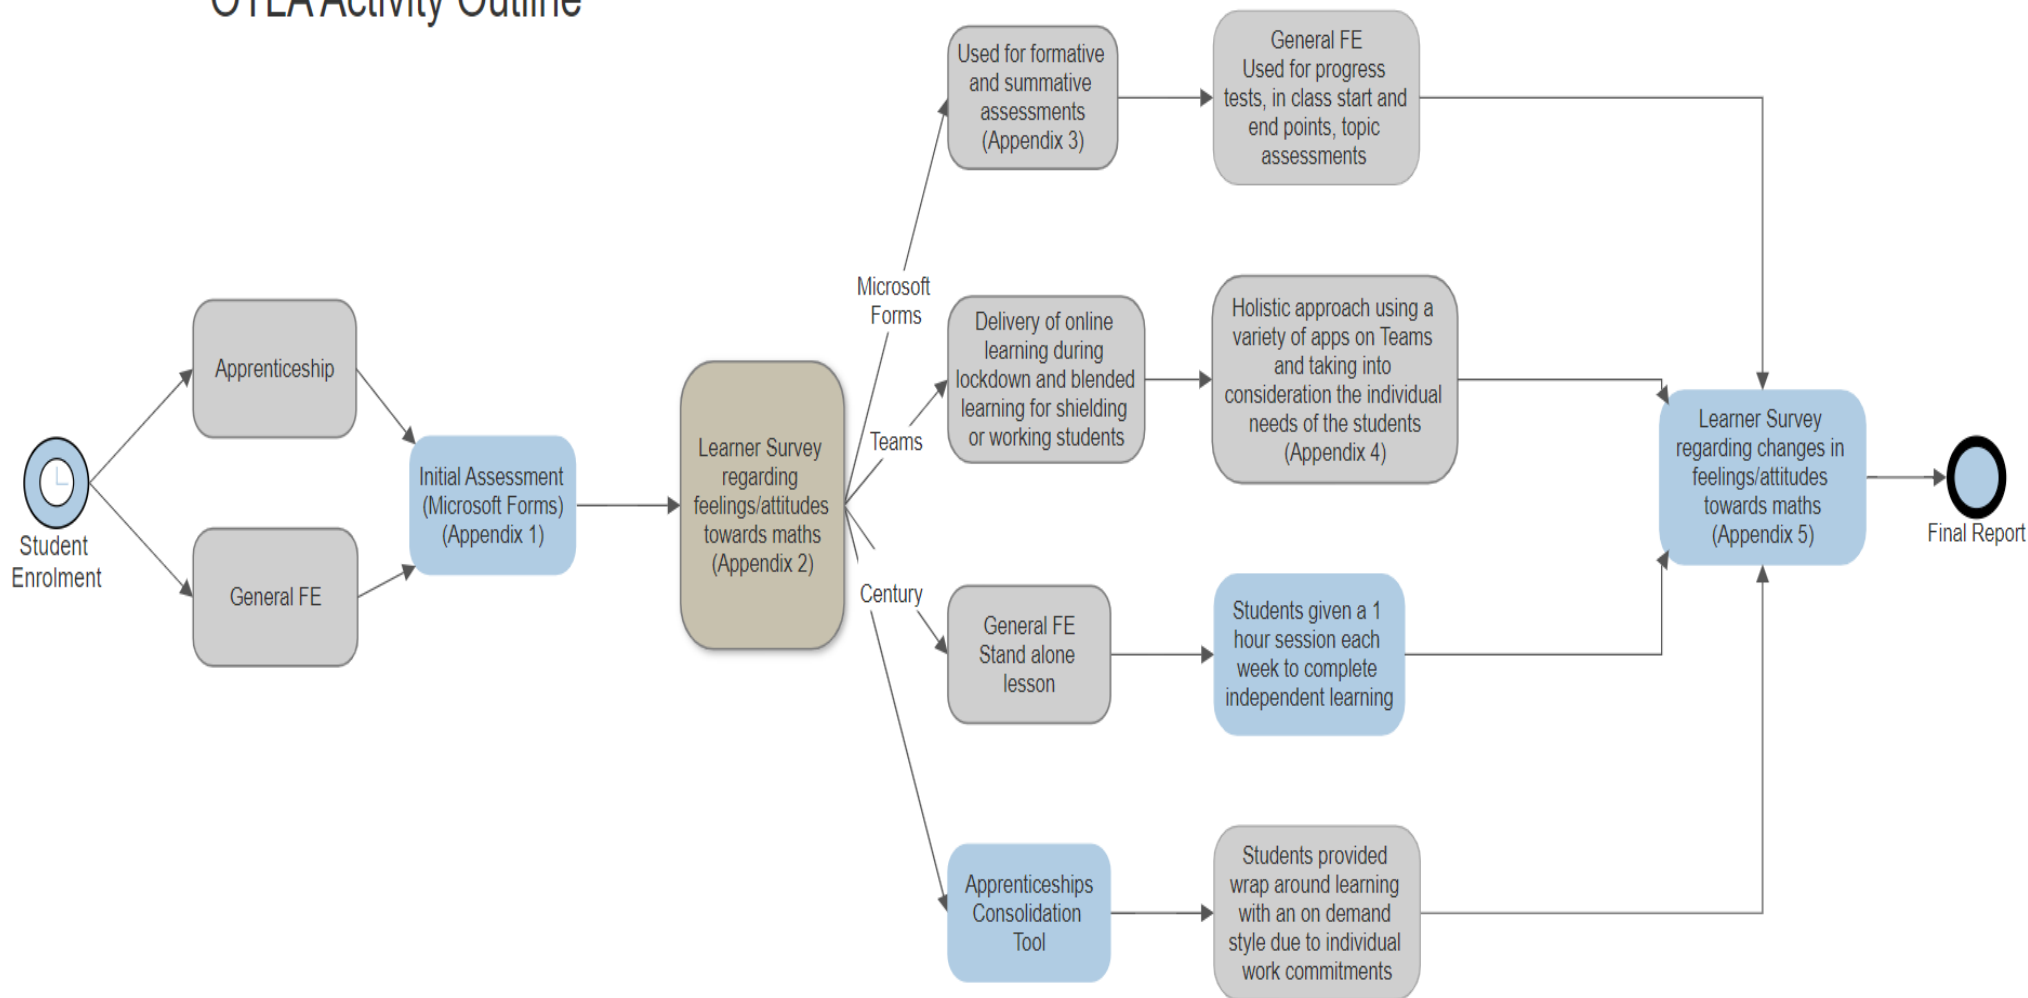 OTLA Activity Outline
Student
Enrolment
Apprenticeship
General FE
Initial Assessment
(Microsoft Forms)
(Appendix 1)
Learner Survey
regarding
feelings/attitudes
towards maths
(Appendix 2)
Microsoft
Forms
Teams
Century
Used for formative
and summative
assessments
(Appendix 3)
General FE
Used for progress
tests, in class start and
end points, topic
assessments
Delivery of online
learning during
lockdown and blended
learning for shielding
or working students
Holistic approach using a
variety of apps on Teams
and taking into
consideration the individual
needs of the students
(Appendix 4)
General FE
Stand alone
lesson
Students given a 1
hour session each
week to complete
independent learning
Apprenticeships
Consolidation
Tool
Students provided
wrap around learning
with an on demand
style due to individual
work commitments
Learner Survey
regarding changes in
feelings/attitudes
towards maths
(Appendix 5)
Final Report